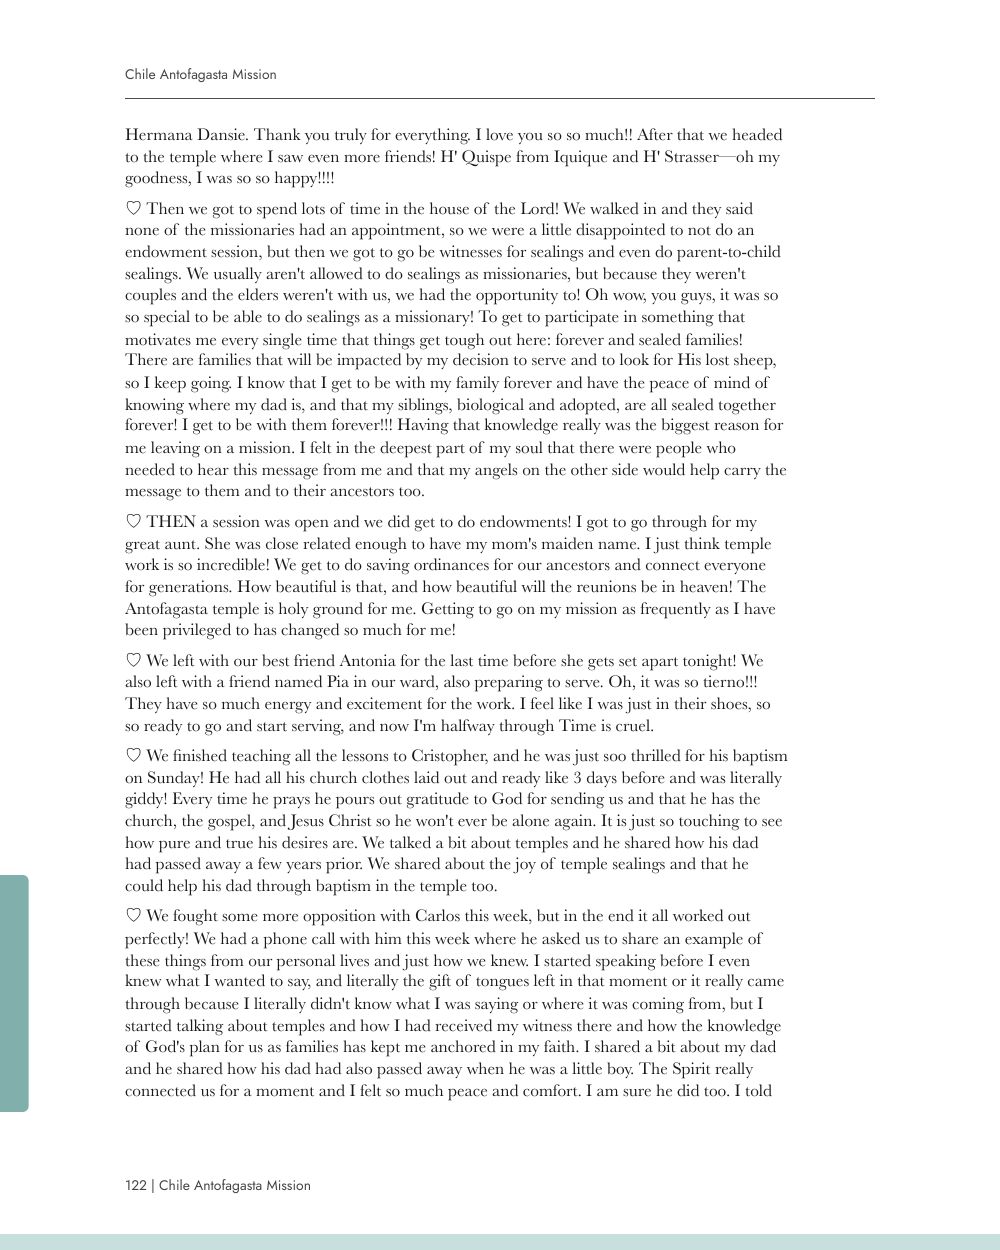 Chile Antofagasta Mission
Hermana Dansie. Thank you truly for everything. I love you so so much!! After that we headed
to the temple where I saw even more friends! H' Quispe from Iquique and H' Strasser—oh my
goodness, I was so so happy!!!!
♡ Then we got to spend lots of time in the house of the Lord! We walked in and they said
none of the missionaries had an appointment, so we were a little disappointed to not do an
endowment session, but then we got to go be witnesses for sealings and even do parent-to-child
sealings. We usually aren't allowed to do sealings as missionaries, but because they weren't
couples and the elders weren't with us, we had the opportunity to! Oh wow, you guys, it was so
so special to be able to do sealings as a missionary! To get to participate in something that
motivates me every single time that things get tough out here: forever and sealed families!
There are families that will be impacted by my decision to serve and to look for His lost sheep,
so I keep going. I know that I get to be with my family forever and have the peace of mind of
knowing where my dad is, and that my siblings, biological and adopted, are all sealed together
forever! I get to be with them forever!!! Having that knowledge really was the biggest reason for
me leaving on a mission. I felt in the deepest part of my soul that there were people who
needed to hear this message from me and that my angels on the other side would help carry the
message to them and to their ancestors too.
♡ THEN a session was open and we did get to do endowments! I got to go through for my
great aunt. She was close related enough to have my mom's maiden name. I just think temple
work is so incredible! We get to do saving ordinances for our ancestors and connect everyone
for generations. How beautiful is that, and how beautiful will the reunions be in heaven! The
Antofagasta temple is holy ground for me. Getting to go on my mission as frequently as I have
been privileged to has changed so much for me!
♡ We left with our best friend Antonia for the last time before she gets set apart tonight! We
also left with a friend named Pia in our ward, also preparing to serve. Oh, it was so tierno!!!
They have so much energy and excitement for the work. I feel like I was just in their shoes, so
so ready to go and start serving, and now I'm halfway through Time is cruel.
♡ We finished teaching all the lessons to Cristopher, and he was just soo thrilled for his baptism
on Sunday! He had all his church clothes laid out and ready like 3 days before and was literally
giddy! Every time he prays he pours out gratitude to God for sending us and that he has the
church, the gospel, and Jesus Christ so he won't ever be alone again. It is just so touching to see
how pure and true his desires are. We talked a bit about temples and he shared how his dad
had passed away a few years prior. We shared about the joy of temple sealings and that he
could help his dad through baptism in the temple too.
♡ We fought some more opposition with Carlos this week, but in the end it all worked out
perfectly! We had a phone call with him this week where he asked us to share an example of
these things from our personal lives and just how we knew. I started speaking before I even
knew what I wanted to say, and literally the gift of tongues left in that moment or it really came
through because I literally didn't know what I was saying or where it was coming from, but I
started talking about temples and how I had received my witness there and how the knowledge
of God's plan for us as families has kept me anchored in my faith. I shared a bit about my dad
and he shared how his dad had also passed away when he was a little boy. The Spirit really
connected us for a moment and I felt so much peace and comfort. I am sure he did too. I told
122 | Chile Antofagasta Mission